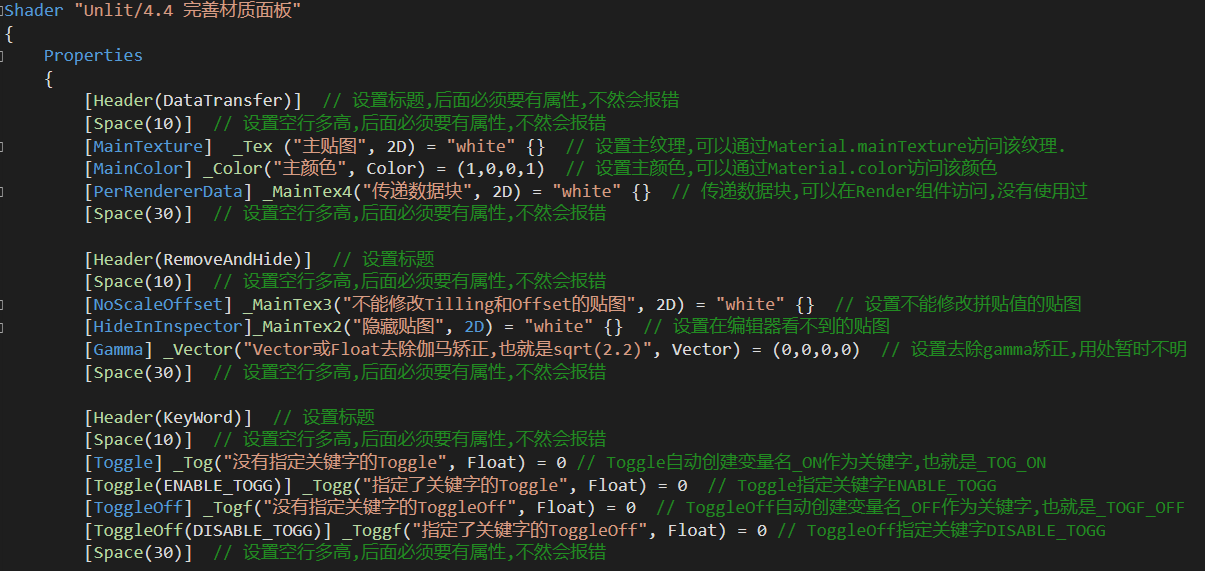 Shader "Unlit/4.4 完善材质面板"
{
Properties
{
[Header(DataTransfer)] // 设置标题,后面必须要有属性,不然会报错
[Space(10)] // 设置空行多高,后面必须要有属性,不然会报错
[MainTexture] _Tex ("主贴图", 2D) = "white" {} // 设置主纹理,可以通过Material.mainTexture访问该纹理.
[MainColor] _Color("主颜色", Color) = (1,0,0,1) // 设置主颜色,可以通过Material.color访问该颜色
[PerRendererData] _MainTex4("传递数据块", 2D) = "white" {} // 传递数据块,可以在Render组件访问,没有使用过
[Space(30)] // 设置空行多高,后面必须要有属性,不然会报错
[Header(RemoveAndHide)] // 设置标题
[Space(10)] // 设置空行多高,后面必须要有属性,不然会报错
[NoScaleOffset] _MainTex3("不能修改Tilling和Offset的贴图", 2D) = "white" {} // 设置不能修改拼贴值的贴图
[HideInInspector]_MainTex2("隐藏贴图", 2D) = "white" {} // 设置在编辑器看不到的贴图
[Gamma] _Vector("Vector或Float去除伽马矫正,也就是sqrt(2.2)", Vector) = (0,0,0,0) // 设置去除gamma矫正,用处暂时不明
[Space(30)] // 设置空行多高,后面必须要有属性,不然会报错
[Header(KeyWord)] // 设置标题
[Space(10)] // 设置空行多高,后面必须要有属性,不然会报错
[Toggle] _Tog("没有指定关键字的Toggle", Float) = 0 // Toggle自动创建变量名_ON作为关键字,也就是_TOG_ON
[Toggle(ENABLE_TOGG)] _Togg("指定了关键字的Toggle", Float) = 0 // Toggle指定关键字ENABLE_TOGG
[ToggleOff] _Togf("没有指定关键字的ToggleOff", Float) = 0 // ToggleOff自动创建变量名_OFF作为关键字,也就是_TOGF_OFF
[ToggleOff(DISABLE_TOGG)] _Toggf("指定了关键字的ToggleOff", Float) = 0 // ToggleOff指定关键字DISABLE_TOGG
[Space(30)] // 设置空行多高,后面必须要有属性,不然会报错